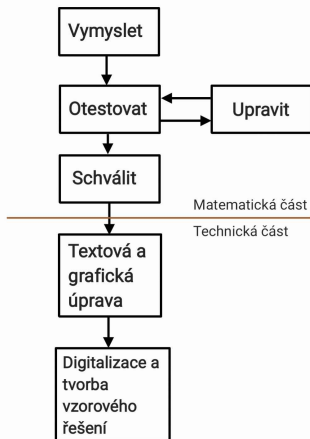 Vymyslet
Otestovat
Upravit
Schválit
Matematická část
Technická část
Textová a
grafická
úprava
Digitalizace a
tvorba
vzorového
řešení